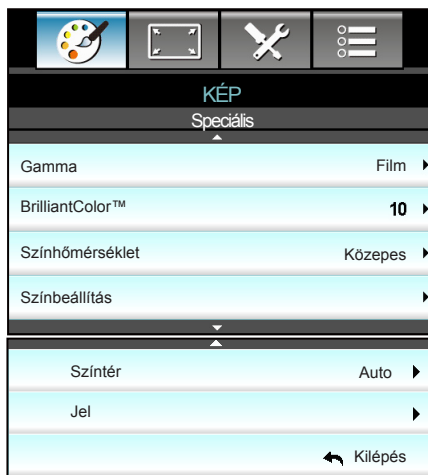 KÉP
Speciális
Gamma Film
BrilliantColor™ 10
Színhőmérséklet Közepes
Színbeállítás
Színtér Auto
Jel
Kilépés